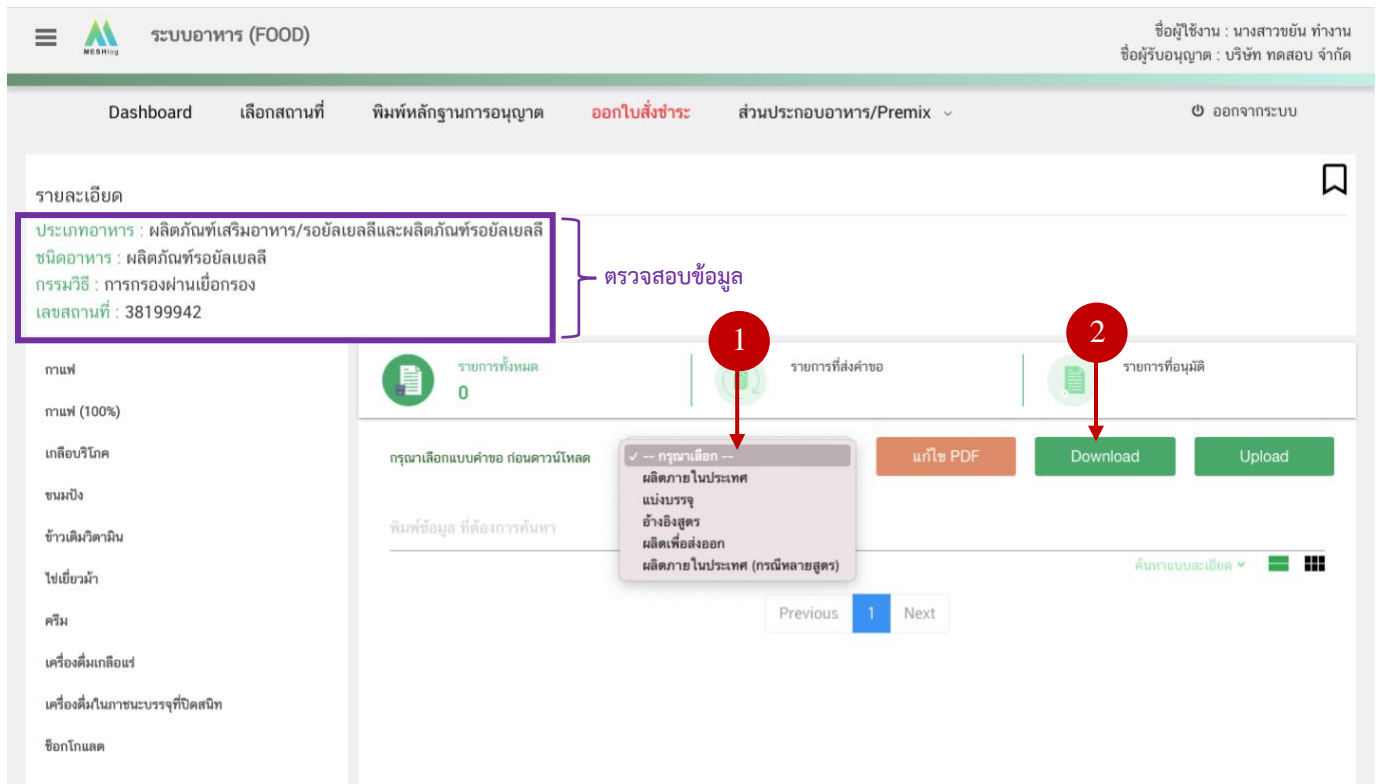 MESHlog
ระบบอาหาร (FOOD)
ชื่อผู้ใช้งาน : นางสาวขยัน ทำงาน
ชื่อผู้รับอนุญาต : บริษัท ทดสอบ จำกัด
Dashboard เลือกสถานที่ พิมพ์หลักฐานการอนุญาต ออกใบสั่งชำระ ส่วนประกอบอาหาร/Premix ออกจากระบบ
รายละเอียด
ประเภทอาหาร : ผลิตภัณฑ์เสริมอาหาร/รอยัลเยลลีและผลิตภัณฑ์รอยัลเยลลี
ชนิดอาหาร : ผลิตภัณฑ์รอยัลเยลลี
กรรมวิธี : การกรองผ่านเยื่อกรอง
เลขสถานที่ : 38199942
ตรวจสอบข้อมูล
1
2
กาแฟ
กาแฟ (100%)
เกลือบริโภค
ขนมปัง
ข้าวเติมวิตามิน
ไข่เยี่ยวม้า
ครีม
เครื่องดื่มเกลือแร่
เครื่องดื่มในภาชนะบรรจุที่ปิดสนิท
ช็อกโกแลต
รายการทั้งหมด
0
รายการที่ส่งคำขอ
รายการที่อนุมัติ
กรุณาเลือกแบบคำขอ ก่อนดาวน์โหลด
✓ -- กรุณาเลือก --
ผลิตภายในประเทศ
แบ่งบรรจุ
อ้างอิงสูตร
ผลิตเพื่อส่งออก
ผลิตภายในประเทศ (กรณีหลายสูตร)
แก้ไข PDF
Download
Upload
พิมพ์ข้อมูล ที่ต้องการค้นหา
ค้นหาแบบละเอียด
Previous 1 Next